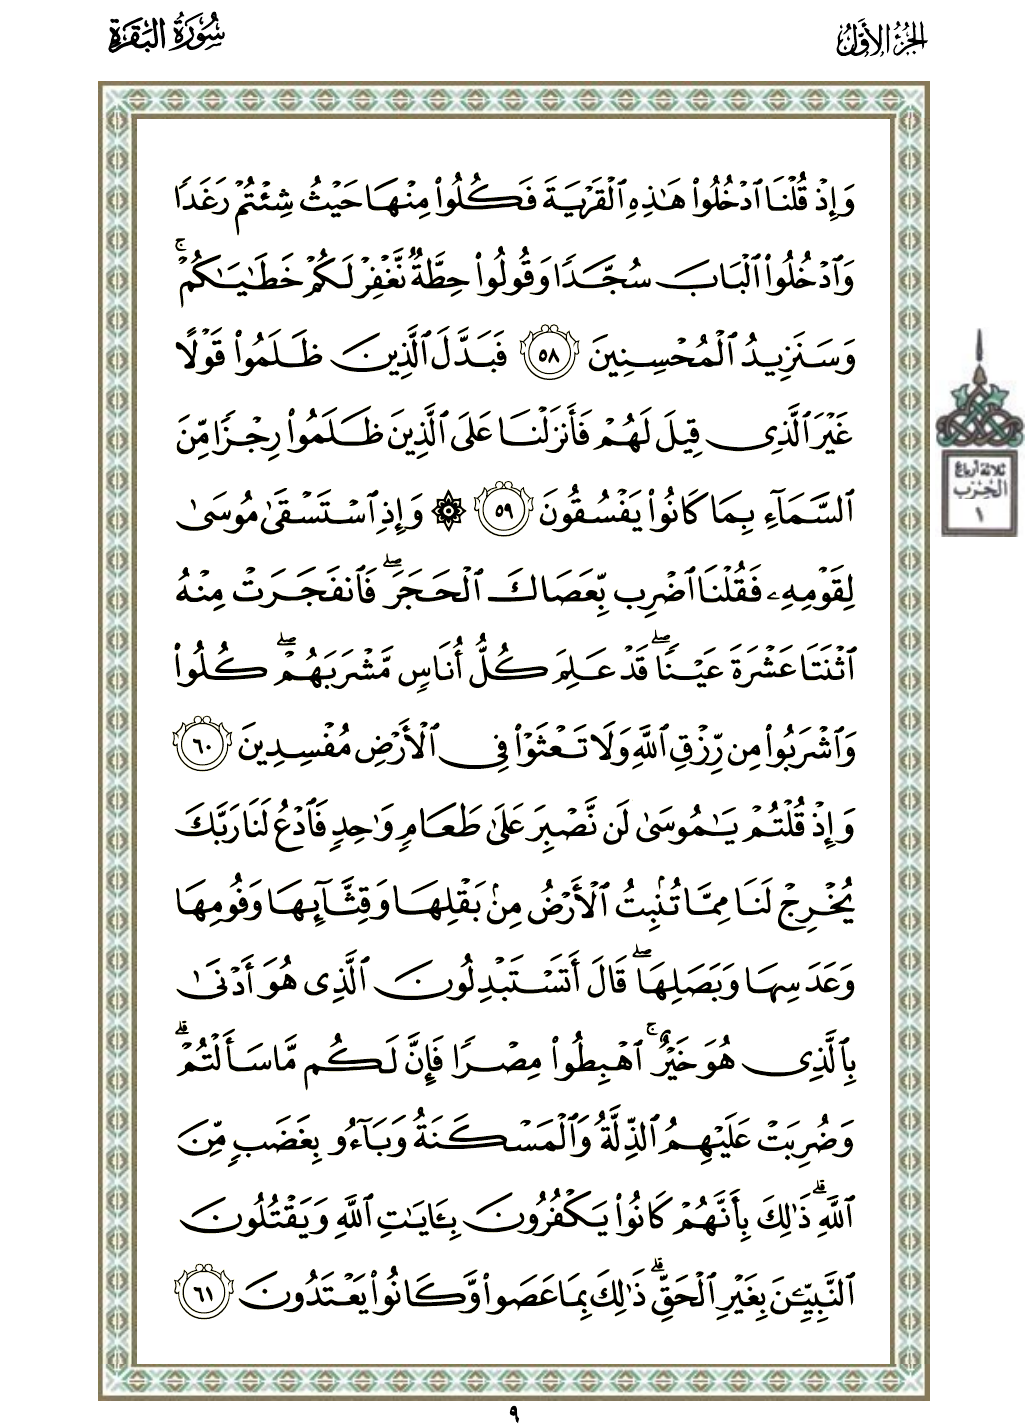 الجزء الأول
سورة البقرة
وَإِذْ قُلْنَا ٱدْخُلُوا۟ هَـٰذِهِ ٱلْقَرْيَةَ فَكُلُوا۟ مِنْهَا حَيْثُ شِئْتُمْ رَغَدًا
وَٱدْخُلُوا۟ ٱلْبَابَ سُجَّدًا وَقُولُوا۟ حِطَّةٌ نَّغْفِرْ لَكُمْ خَطَـٰيَـٰكُمْ ۚ
وَسَنَزِيدُ ٱلْمُحْسِنِينَ ٥٨ فَبَدَّلَ ٱلَّذِينَ ظَلَمُوا۟ قَوْلًا
غَيْرَ ٱلَّذِى قِيلَ لَهُمْ فَأَنزَلْنَا عَلَى ٱلَّذِينَ ظَلَمُوا۟ رِجْزًا مِّنَ
ٱلسَّمَآءِ بِمَا كَانُوا۟ يَفْسُقُونَ ٥٩ ۞ وَإِذِ ٱسْتَسْقَىٰ مُوسَىٰ
لِقَوْمِهِۦ فَقُلْنَا ٱضْرِب بِّعَصَاكَ ٱلْحَجَرَ ۖ فَٱنفَجَرَتْ مِنْهُ
ٱثْنَتَا عَشْرَةَ عَيْنًا ۖ قَدْ عَلِمَ كُلُّ أُنَاسٍ مَّشْرَبَهُمْ ۖ كُلُوا۟
وَٱشْرَبُوا۟ مِن رِّزْقِ ٱللَّهِ وَلَا تَعْثَوْا۟ فِى ٱلْأَرْضِ مُفْسِدِينَ ٦٠
وَإِذْ قُلْتُمْ يَـٰمُوسَىٰ لَن نَّصْبِرَ عَلَىٰ طَعَامٍ وَٰحِدٍ فَٱدْعُ لَنَا رَبَّكَ
يُخْرِجْ لَنَا مِمَّا تُنۢبِتُ ٱلْأَرْضُ مِنۢ بَقْلِهَا وَقِثَّآئِهَا وَفُومِهَا
وَعَدَسِهَا وَبَصَلِهَا ۖ قَالَ أَتَسْتَبْدِلُونَ ٱلَّذِى هُوَ أَدْنَىٰ
بِٱلَّذِى هُوَ خَيْرٌ ۚ ٱهْبِطُوا۟ مِصْرًا فَإِنَّ لَكُم مَّا سَأَلْتُمْ ۗ
وَضُرِبَتْ عَلَيْهِمُ ٱلذِّلَّةُ وَٱلْمَسْكَنَةُ وَبَآءُو بِغَضَبٍ مِّنَ
ٱللَّهِ ۗ ذَٰلِكَ بِأَنَّهُمْ كَانُوا۟ يَكْفُرُونَ بِـَٔايَـٰتِ ٱللَّهِ وَيَقْتُلُونَ
ٱلنَّبِيِّـۧنَ بِغَيْرِ ٱلْحَقِّ ۗ ذَٰلِكَ بِمَا عَصَوا۟ وَّكَانُوا۟ يَعْتَدُونَ ٦١
ثلاثة أرباع
الحزب
١
٩